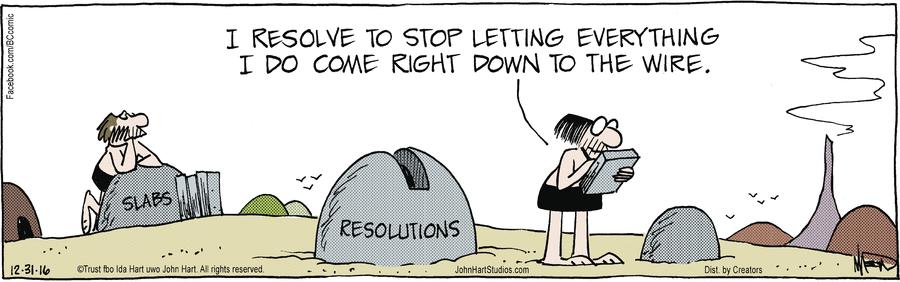 Facebook.com/BCcomic
I RESOLVE TO STOP LETTING EVERYTHING
I DO COME RIGHT DOWN TO THE WIRE.
SLABS
RESOLUTIONS
12·31·16
©Trust fbo Ida Hart uwo John Hart. All rights reserved.
JohnHartStudios.com
Dist. by Creators